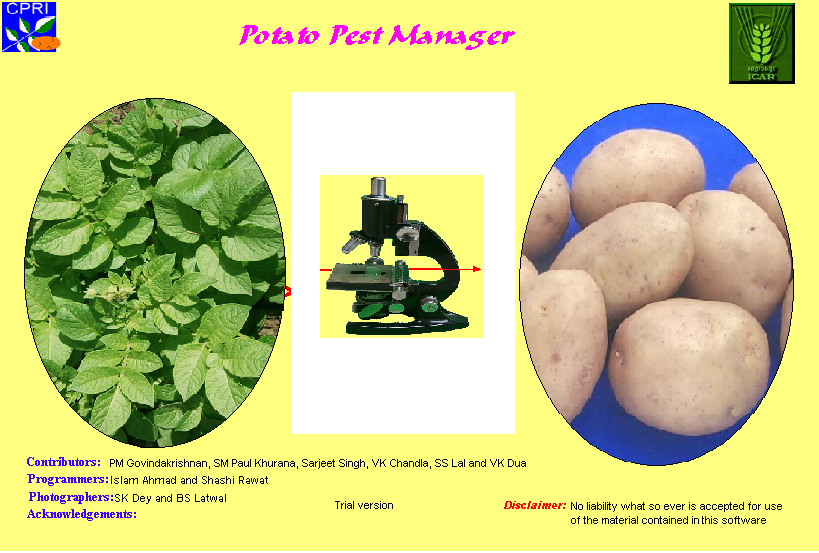 CPRI
Potato Pest Manager
ICAR
Contributors: PM Govindakrishnan, SM Paul Khurana, Sarjeet Singh, VK Chandla, SS Lal and VK Dua
Programmers: Islam Ahmad and Shashi Rawat
Photographers: SK Dey and BS Latwal
Acknowledgements:
Trial version
Disclaimer: No liability what so ever is accepted for use
of the material contained in this software